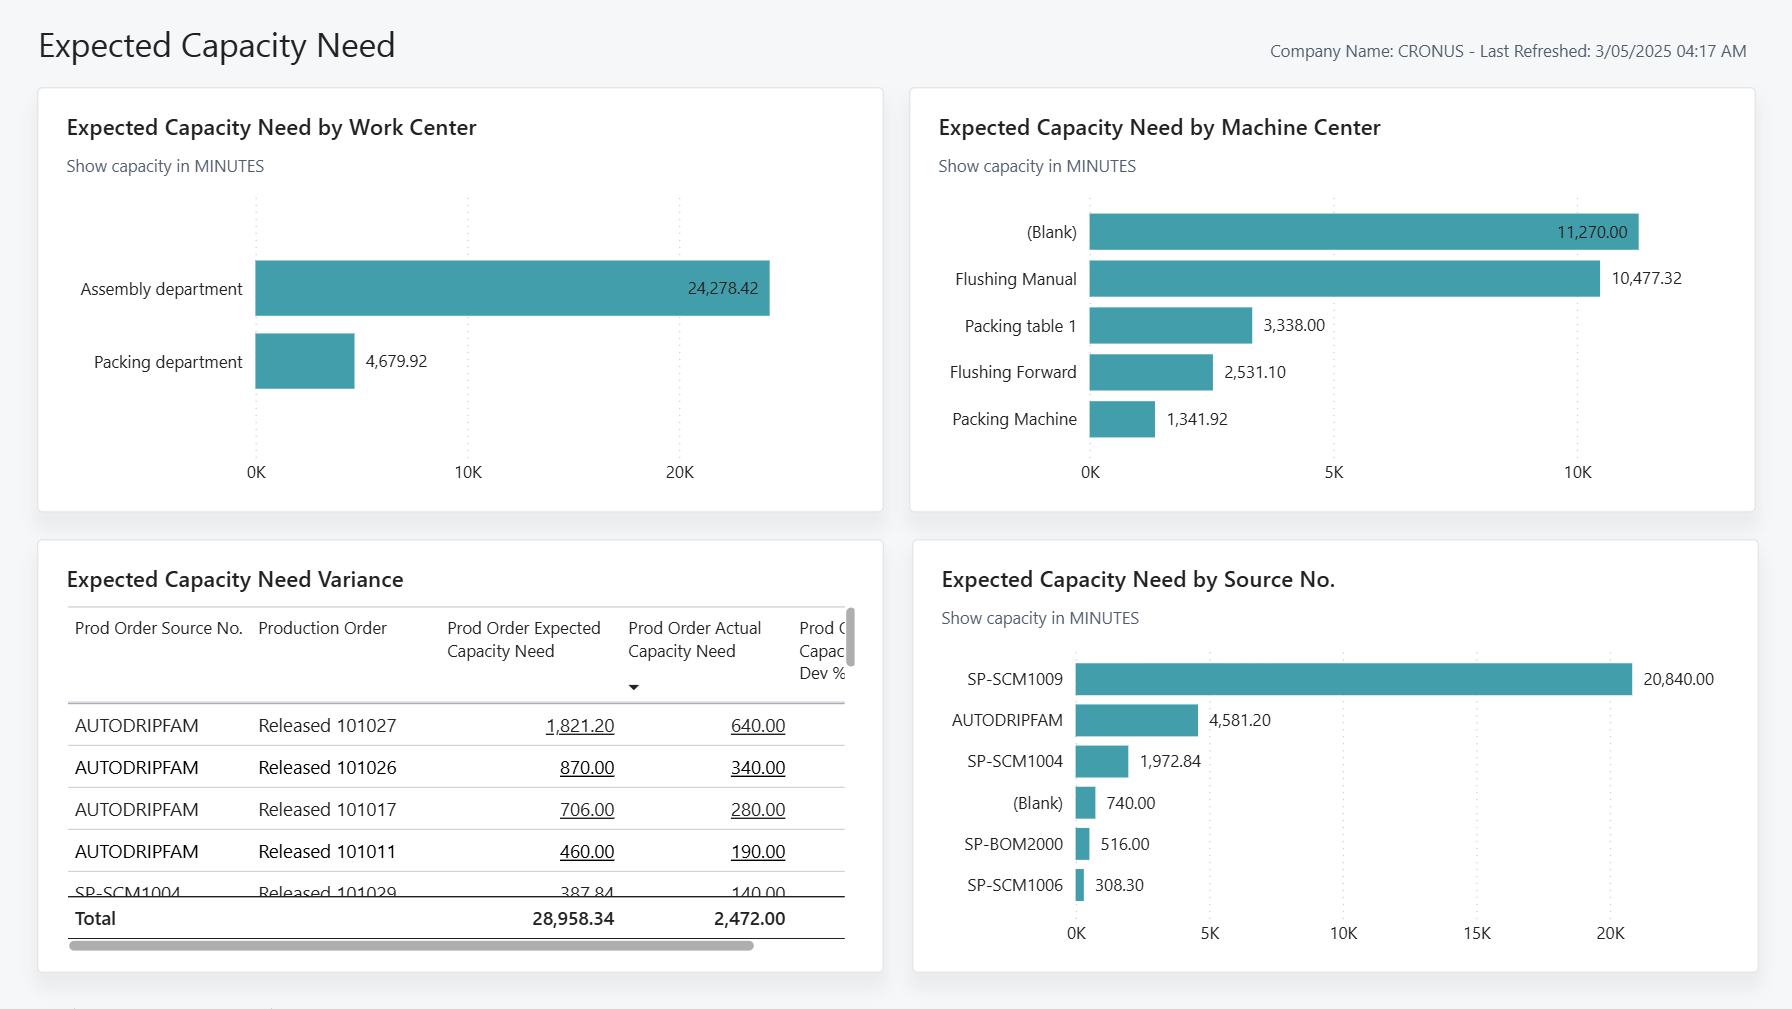 Expected Capacity Need
Company Name: CRONUS - Last Refreshed: 3/05/2025 04:17 AM
Expected Capacity Need by Work Center
Show capacity in MINUTES
Assembly department 24,278.42
Packing department 4,679.92
0K 10K 20K
Expected Capacity Need by Machine Center
Show capacity in MINUTES
(Blank) 11,270.00
Flushing Manual 10,477.32
Packing table 1 3,338.00
Flushing Forward 2,531.10
Packing Machine 1,341.92
0K 5K 10K
Expected Capacity Need Variance
Prod Order Source No. Production Order Prod Order Expected Prod Order Actual Prod
Capacity Need Capacity Need Capac
Dev %
AUTODRIPFAM Released 101027 1,821.20 640.00
AUTODRIPFAM Released 101026 870.00 340.00
AUTODRIPFAM Released 101017 706.00 280.00
AUTODRIPFAM Released 101011 460.00 190.00
SP-SCM1004 Released 101029 387.84 140.00
Total 28,958.34 2,472.00
Expected Capacity Need by Source No.
Show capacity in MINUTES
SP-SCM1009 20,840.00
AUTODRIPFAM 4,581.20
SP-SCM1004 1,972.84
(Blank) 740.00
SP-BOM2000 516.00
SP-SCM1006 308.30
0K 5K 10K 15K 20K